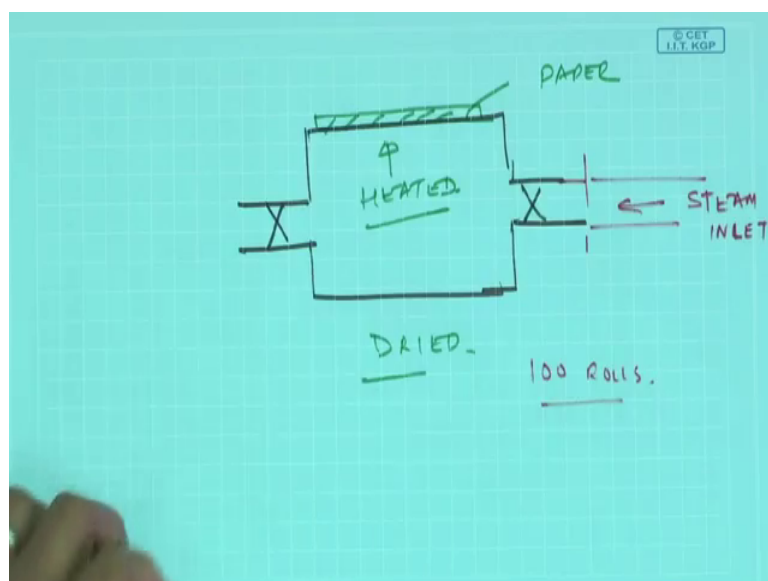 © CET
I.I.T. KGP
PAPER
HEATED.
STEAM
INLET
DRIED.
100 ROLLS.